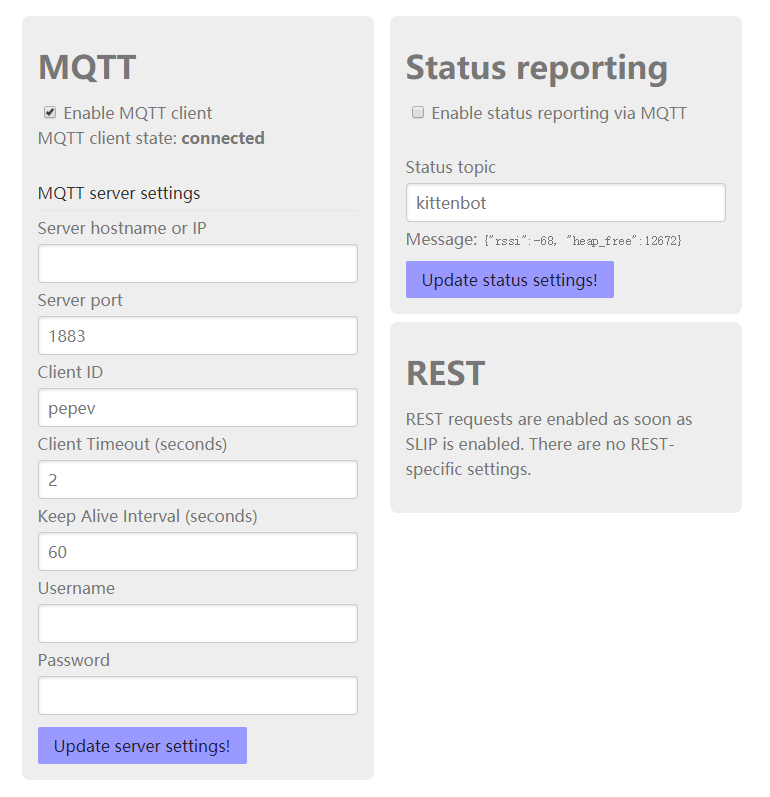 MQTT
Enable MQTT client
MQTT client state: connected
MQTT server settings
Server hostname or IP
Server port
1883
Client ID
pepev
Client Timeout (seconds)
2
Keep Alive Interval (seconds)
60
Username
Password
Update server settings!
Status reporting
Enable status reporting via MQTT
Status topic
kittenbot
Message: {"rssi":-68, "heap_free":12672}
Update status settings!
REST
REST requests are enabled as soon as
SLIP is enabled. There are no REST-
specific settings.